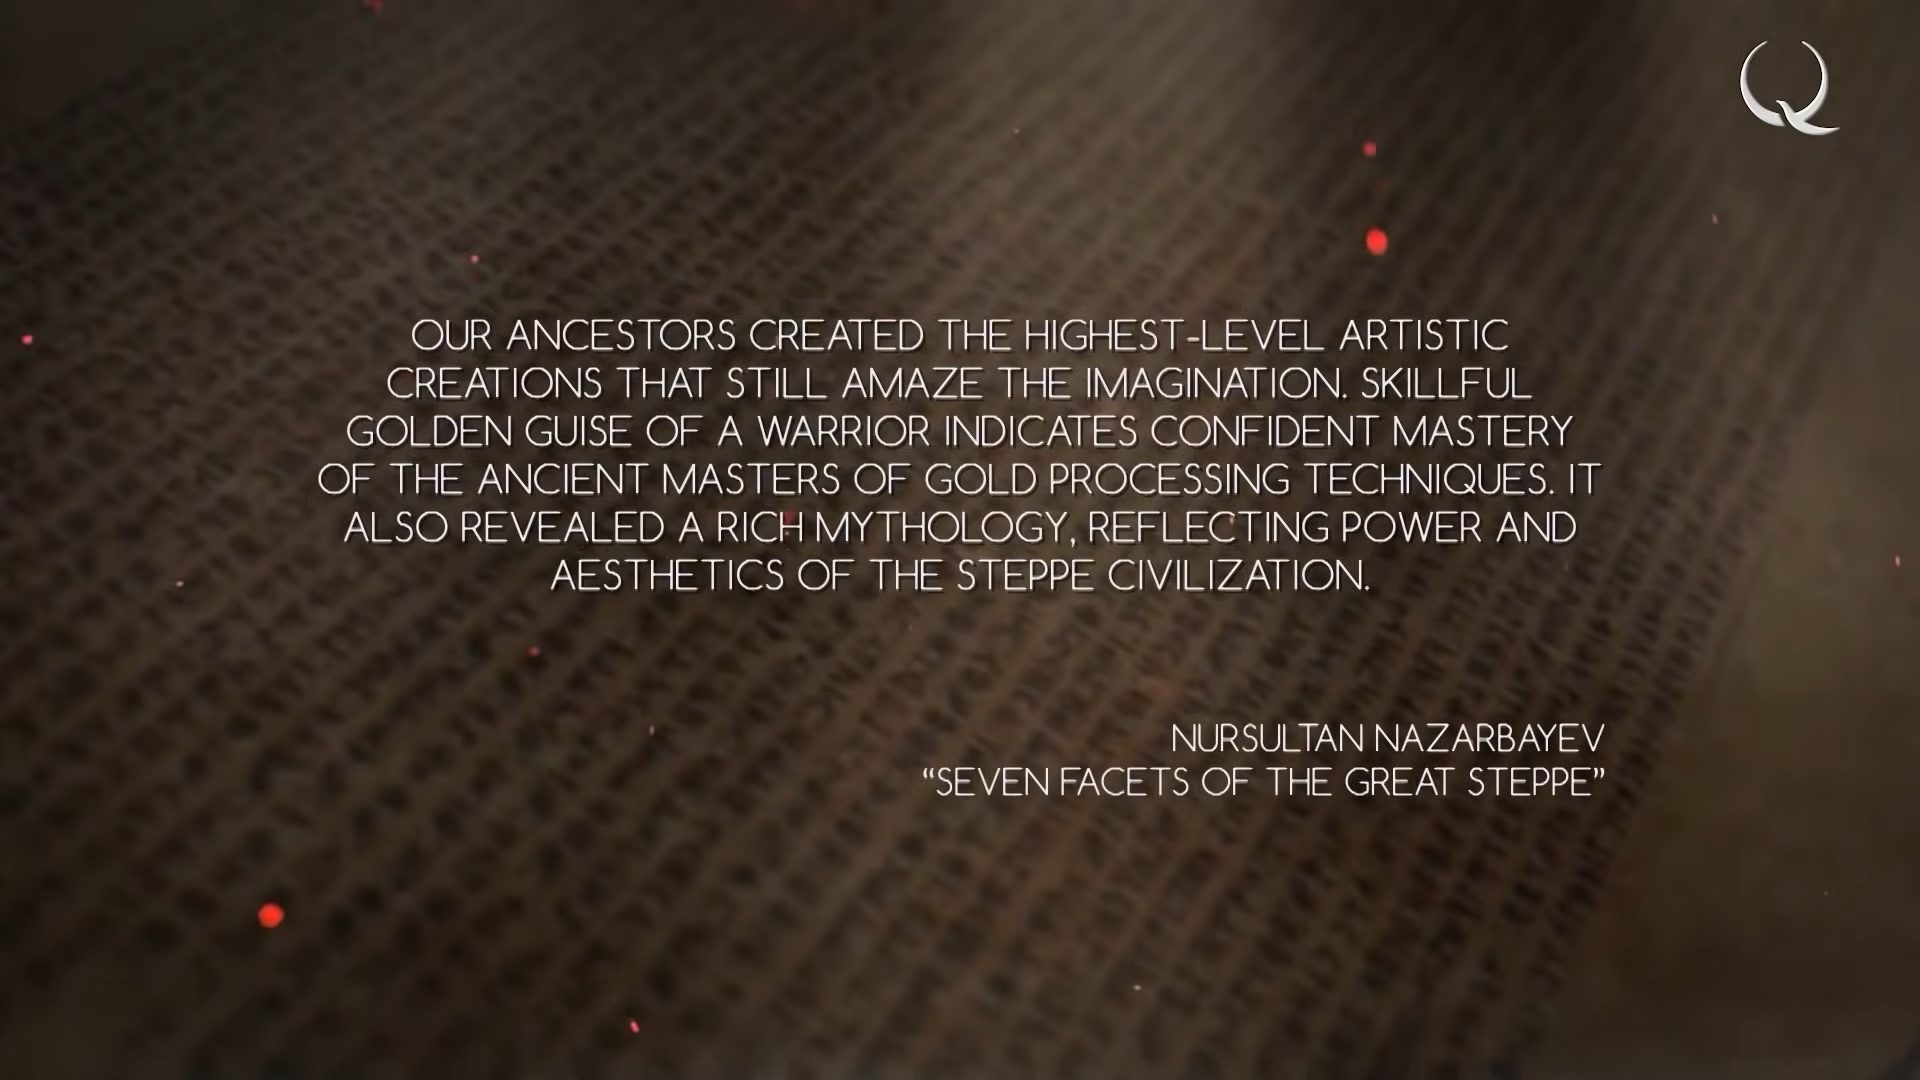 OUR ANCESTORS CREATED THE HIGHEST-LEVEL ARTISTIC
CREATIONS THAT STILL AMAZE THE IMAGINATION. SKILLFUL
GOLDEN GUISE OF A WARRIOR INDICATES CONFIDENT MASTERY
OF THE ANCIENT MASTERS OF GOLD PROCESSING TECHNIQUES. IT
ALSO REVEALED A RICH MYTHOLOGY, REFLECTING POWER AND
AESTHETICS OF THE STEPPE CIVILIZATION.
NURSULTAN NAZARBAYEV
“SEVEN FACETS OF THE GREAT STEPPE”